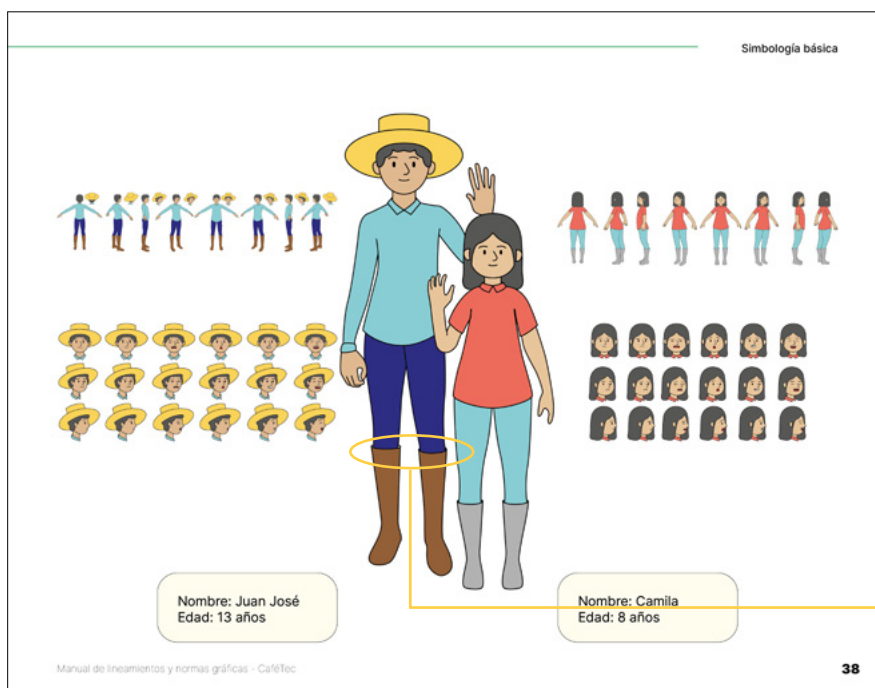 Simbología básica
Nombre: Juan José
Edad: 13 años
Nombre: Camila
Edad: 8 años
Manual de lineamientos y normas gráficas - CaféTec
38